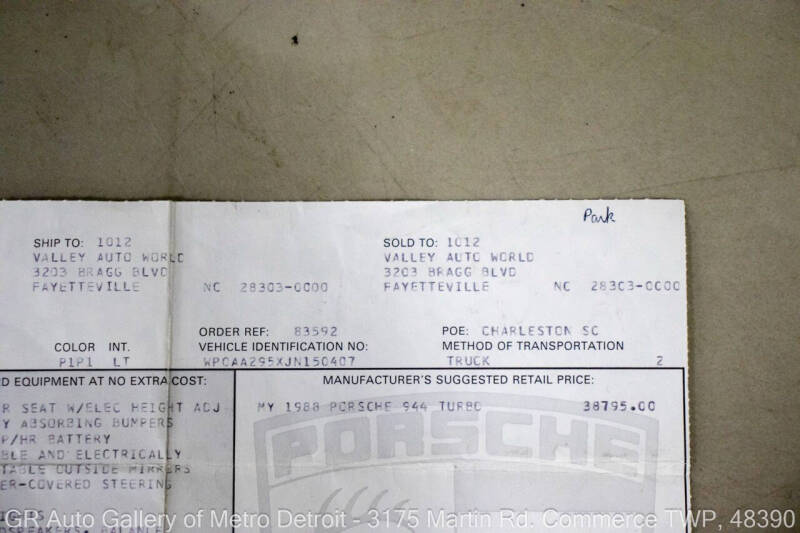 Park
SHIP TO: 1012
VALLEY AUTO WORLD
3203 BRAGG BLVD
FAYETTEVILLE NC 28303-0000
SOLD TO: 1012
VALLEY AUTO WORLD
3203 BRAGG BLVD
FAYETTEVILLE NC 28303-0000
ORDER REF: 83592
POE: CHARLESTON SC
COLOR INT.
VEHICLE IDENTIFICATION NO:
METHOD OF TRANSPORTATION
P1P1 LT
WP0AA295XJN150407
TRUCK 2
D EQUIPMENT AT NO EXTRA COST:
MANUFACTURER'S SUGGESTED RETAIL PRICE:
R SEAT W/ELEC HEIGHT ADJ
MY 1988 PORSCHE 944 TURBO 38795.00
Y ABSORBING BUMPERS
P/HR BATTERY
BLE AND ELECTRICALLY
TABLE OUTSIDE MIRRORS
ER-COVERED STEERING
PORSCHE
BALANCE
GR Auto Gallery of Metro Detroit - 3175 Martin Rd. Commerce TWP, 48390